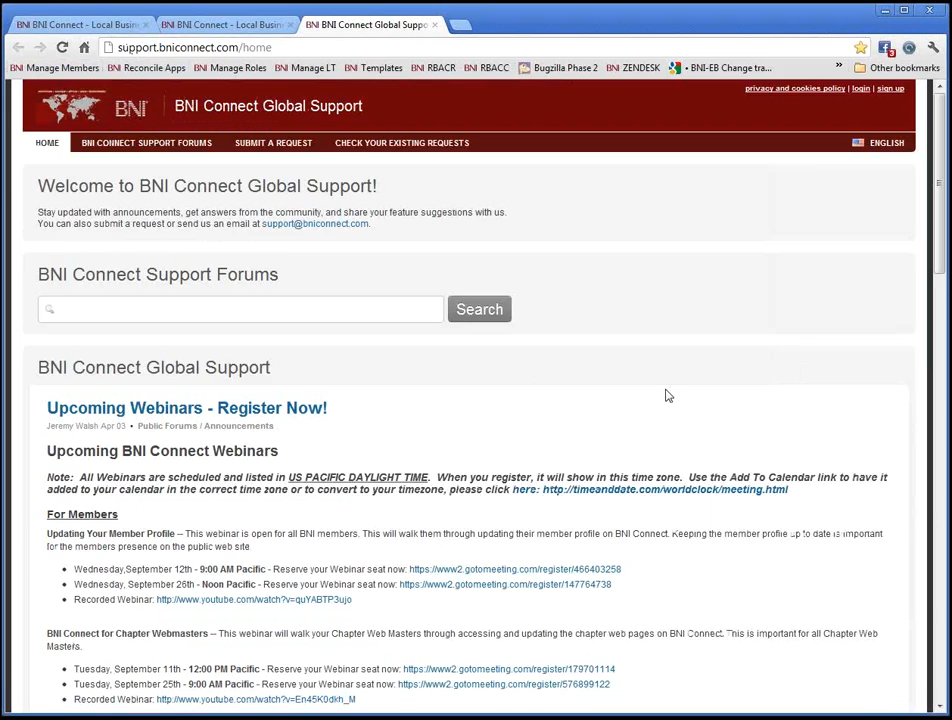 BNI BNI Connect - Local Busin
BNI BNI Connect - Local Busin
BNI BNI Connect Global Suppo
support.bniconnect.com/home
3
BNI Manage Members BNI Reconcile Apps BNI Manage Roles BNI Manage LT BNI Templates BNI RBACR BNI RBACC Bugzilla Phase 2 BNI ZENDESK BNI-EB Change tra... » Other bookmarks
privacy and cookies policy | login | sign up
BNI BNI Connect Global Support
HOME BNI CONNECT SUPPORT FORUMS SUBMIT A REQUEST CHECK YOUR EXISTING REQUESTS ENGLISH
Welcome to BNI Connect Global Support!
Stay updated with announcements, get answers from the community, and share your feature suggestions with us.
You can also submit a request or send us an email at support@bniconnect.com.
BNI Connect Support Forums
Search
BNI Connect Global Support
Upcoming Webinars - Register Now!
Jeremy Walsh Apr 03 • Public Forums / Announcements
Upcoming BNI Connect Webinars
Note: All Webinars are scheduled and listed in US PACIFIC DAYLIGHT TIME. When you register, it will show in this time zone. Use the Add To Calendar link to have it
added to your calendar in the correct time zone or to convert to your timezone, please click here: http://timeanddate.com/worldclock/meeting.html
For Members
Updating Your Member Profile -- This webinar is open for all BNI members. This will walk them through updating their member profile on BNI Connect. Keeping the member profile up to date is important
for the members presence on the public web site
• Wednesday,September 12th - 9:00 AM Pacific - Reserve your Webinar seat now: https://www2.gotomeeting.com/register/466403258
• Wednesday, September 26th - Noon Pacific - Reserve your Webinar seat now: https://www2.gotomeeting.com/register/147764738
• Recorded Webinar: http://www.youtube.com/watch?v=quYABTP3ujo
BNI Connect for Chapter Webmasters -- This webinar will walk your Chapter Web Masters through accessing and updating the chapter web pages on BNI Connect. This is important for all Chapter Web
Masters.
• Tuesday, September 11th - 12:00 PM Pacific - Reserve your Webinar seat now: https://www2.gotomeeting.com/register/179701114
• Tuesday, September 25th - 9:00 AM Pacific - Reserve your Webinar seat now: https://www2.gotomeeting.com/register/576899122
• Recorded Webinar: http://www.youtube.com/watch?v=En45K0dkh_M